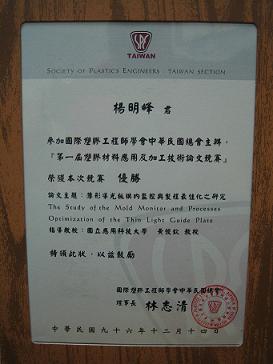 TAIWAN
SOCIETY OF PLASTICS ENGINEERS - TAIWAN SECTION
楊明峰 君
參加國際塑膠工程師學會中華民國總會主辦，
『第一屆塑膠材料應用及加工技術論文競賽』
榮獲本次競賽 優勝
論文主題：薄形導光板模內監控與製程最佳化之研究
The Study of the Mold Monitor and Processes
Optimization of the Thin Light Guide Plate
指導教授：國立應用科技大學 黃俊欽 教授
特頒此狀，以茲鼓勵
國際塑膠工程師學會中華民國總會
理事長 林志清
中華民國九十六年十二月十四日